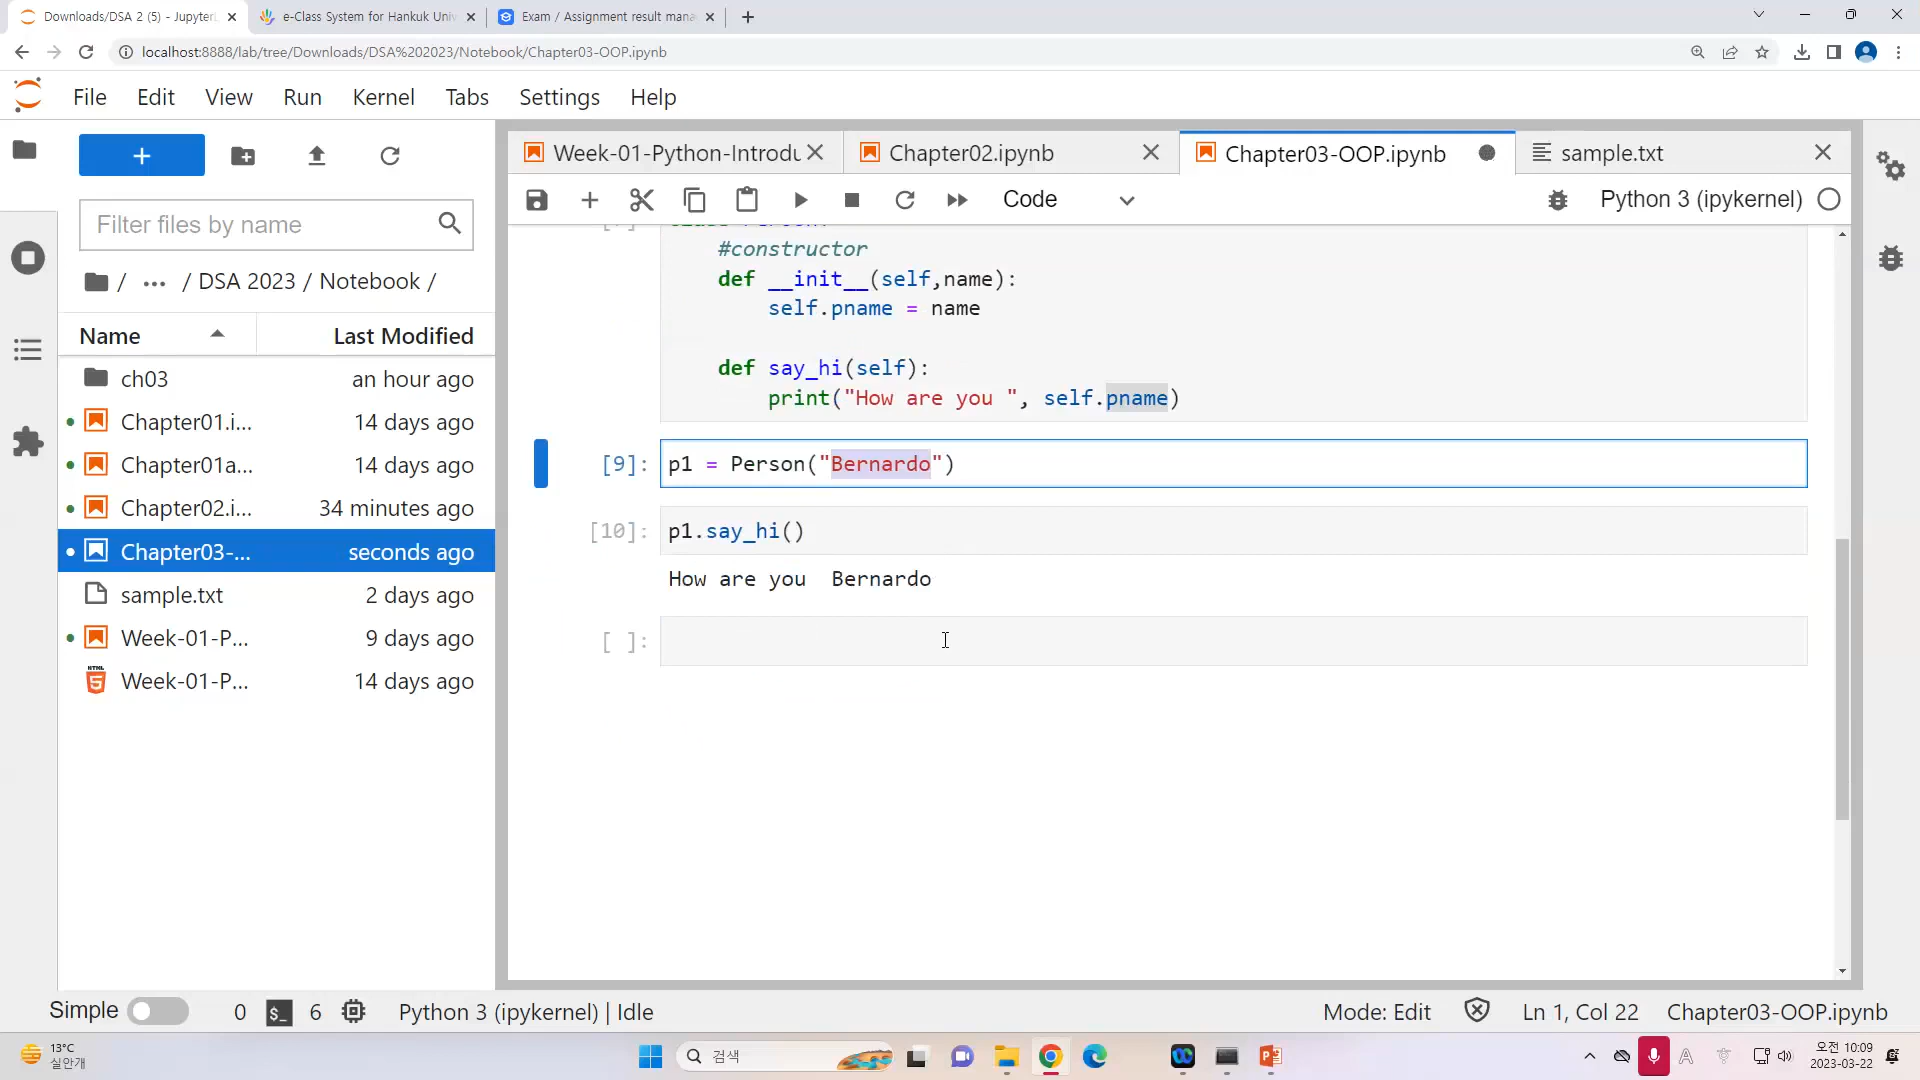 Downloads/DSA 2 (5) - JupyterL
e-Class System for Hankuk Univ
Exam / Assignment result mana
localhost:8888/lab/tree/Downloads/DSA%202023/Notebook/Chapter03-OOP.ipynb
File Edit View Run Kernel Tabs Settings Help
Week-01-Python-Introdu
Chapter02.ipynb
Chapter03-OOP.ipynb
sample.txt
Code
Python 3 (ipykernel)
Filter files by name
/ ... / DSA 2023 / Notebook /
Name Last Modified
ch03 an hour ago
Chapter01.i... 14 days ago
Chapter01a... 14 days ago
Chapter02.i... 34 minutes ago
Chapter03-... seconds ago
sample.txt 2 days ago
Week-01-P... 9 days ago
HTML 5
Week-01-P... 14 days ago
#constructor
def __init__(self,name):
self.pname = name
def say_hi(self):
print("How are you ", self.pname)
[9]: p1 = Person("Bernardo")
[10]: p1.say_hi()
How are you  Bernardo
[ ]:
Simple 0 $_ 6 Python 3 (ipykernel) | Idle
Mode: Edit Ln 1, Col 22 Chapter03-OOP.ipynb
13°C
실안개
검색
A
오전 10:09
2023-03-22